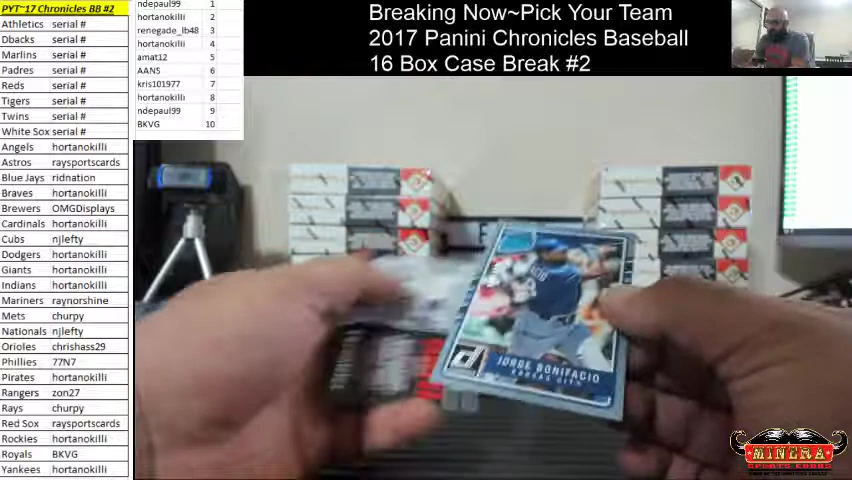 PYT~17 Chronicles BB #2
Athletics serial #
Dbacks serial #
Marlins serial #
Padres serial #
Reds serial #
Tigers serial #
Twins serial #
White Sox serial #
Angels hortanokilli
Astros raysportscards
Blue Jays ridnation
Braves hortanokilli
Brewers OMGDisplays
Cardinals hortanokilli
Cubs njlefty
Dodgers hortanokilli
Giants hortanokilli
Indians hortanokilli
Mariners raynorshine
Mets churpy
Nationals njlefty
Orioles chrishass29
Phillies 77N7
Pirates hortanokilli
Rangers zon27
Rays churpy
Red Sox raysportscards
Rockies hortanokilli
Royals BKVG
Yankees hortanokilli
ndepaul99 1
hortanokilli 2
renegade_lb48 3
hortanokilli 4
amat12 5
AANS 6
kris101977 7
hortanokilli 8
ndepaul99 9
BKVG 10
Breaking Now~Pick Your Team
2017 Panini Chronicles Baseball
16 Box Case Break #2
JORGE BONIFACIO
KANSAS CITY
MINERA
SPORTS CARDS